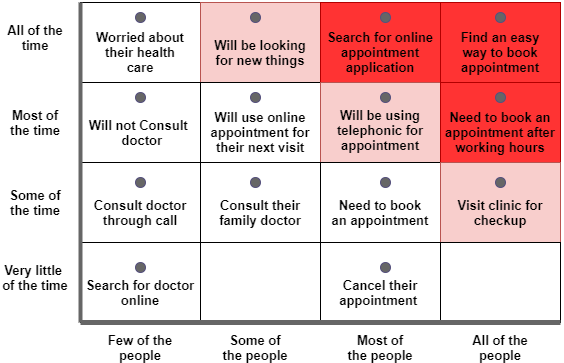 All of the
the time
Worried about
their health
care
Will be looking
for new things
Search for online
appointment
application
Find an easy
way to book
appointment
Most of
the time
Will not Consult
doctor
Will use online
appointment for
their next visit
Will be using
telephonic for
appointment
Need to book an
appointment after
working hours
Some of
the time
Consult doctor
through call
Consult their
family doctor
Need to book
an appointment
Visit clinic for
checkup
Very little
of the time
Search for doctor
online
Cancel their
appointment
Few of the
people
Some of
the people
Most of
the people
All of the
people